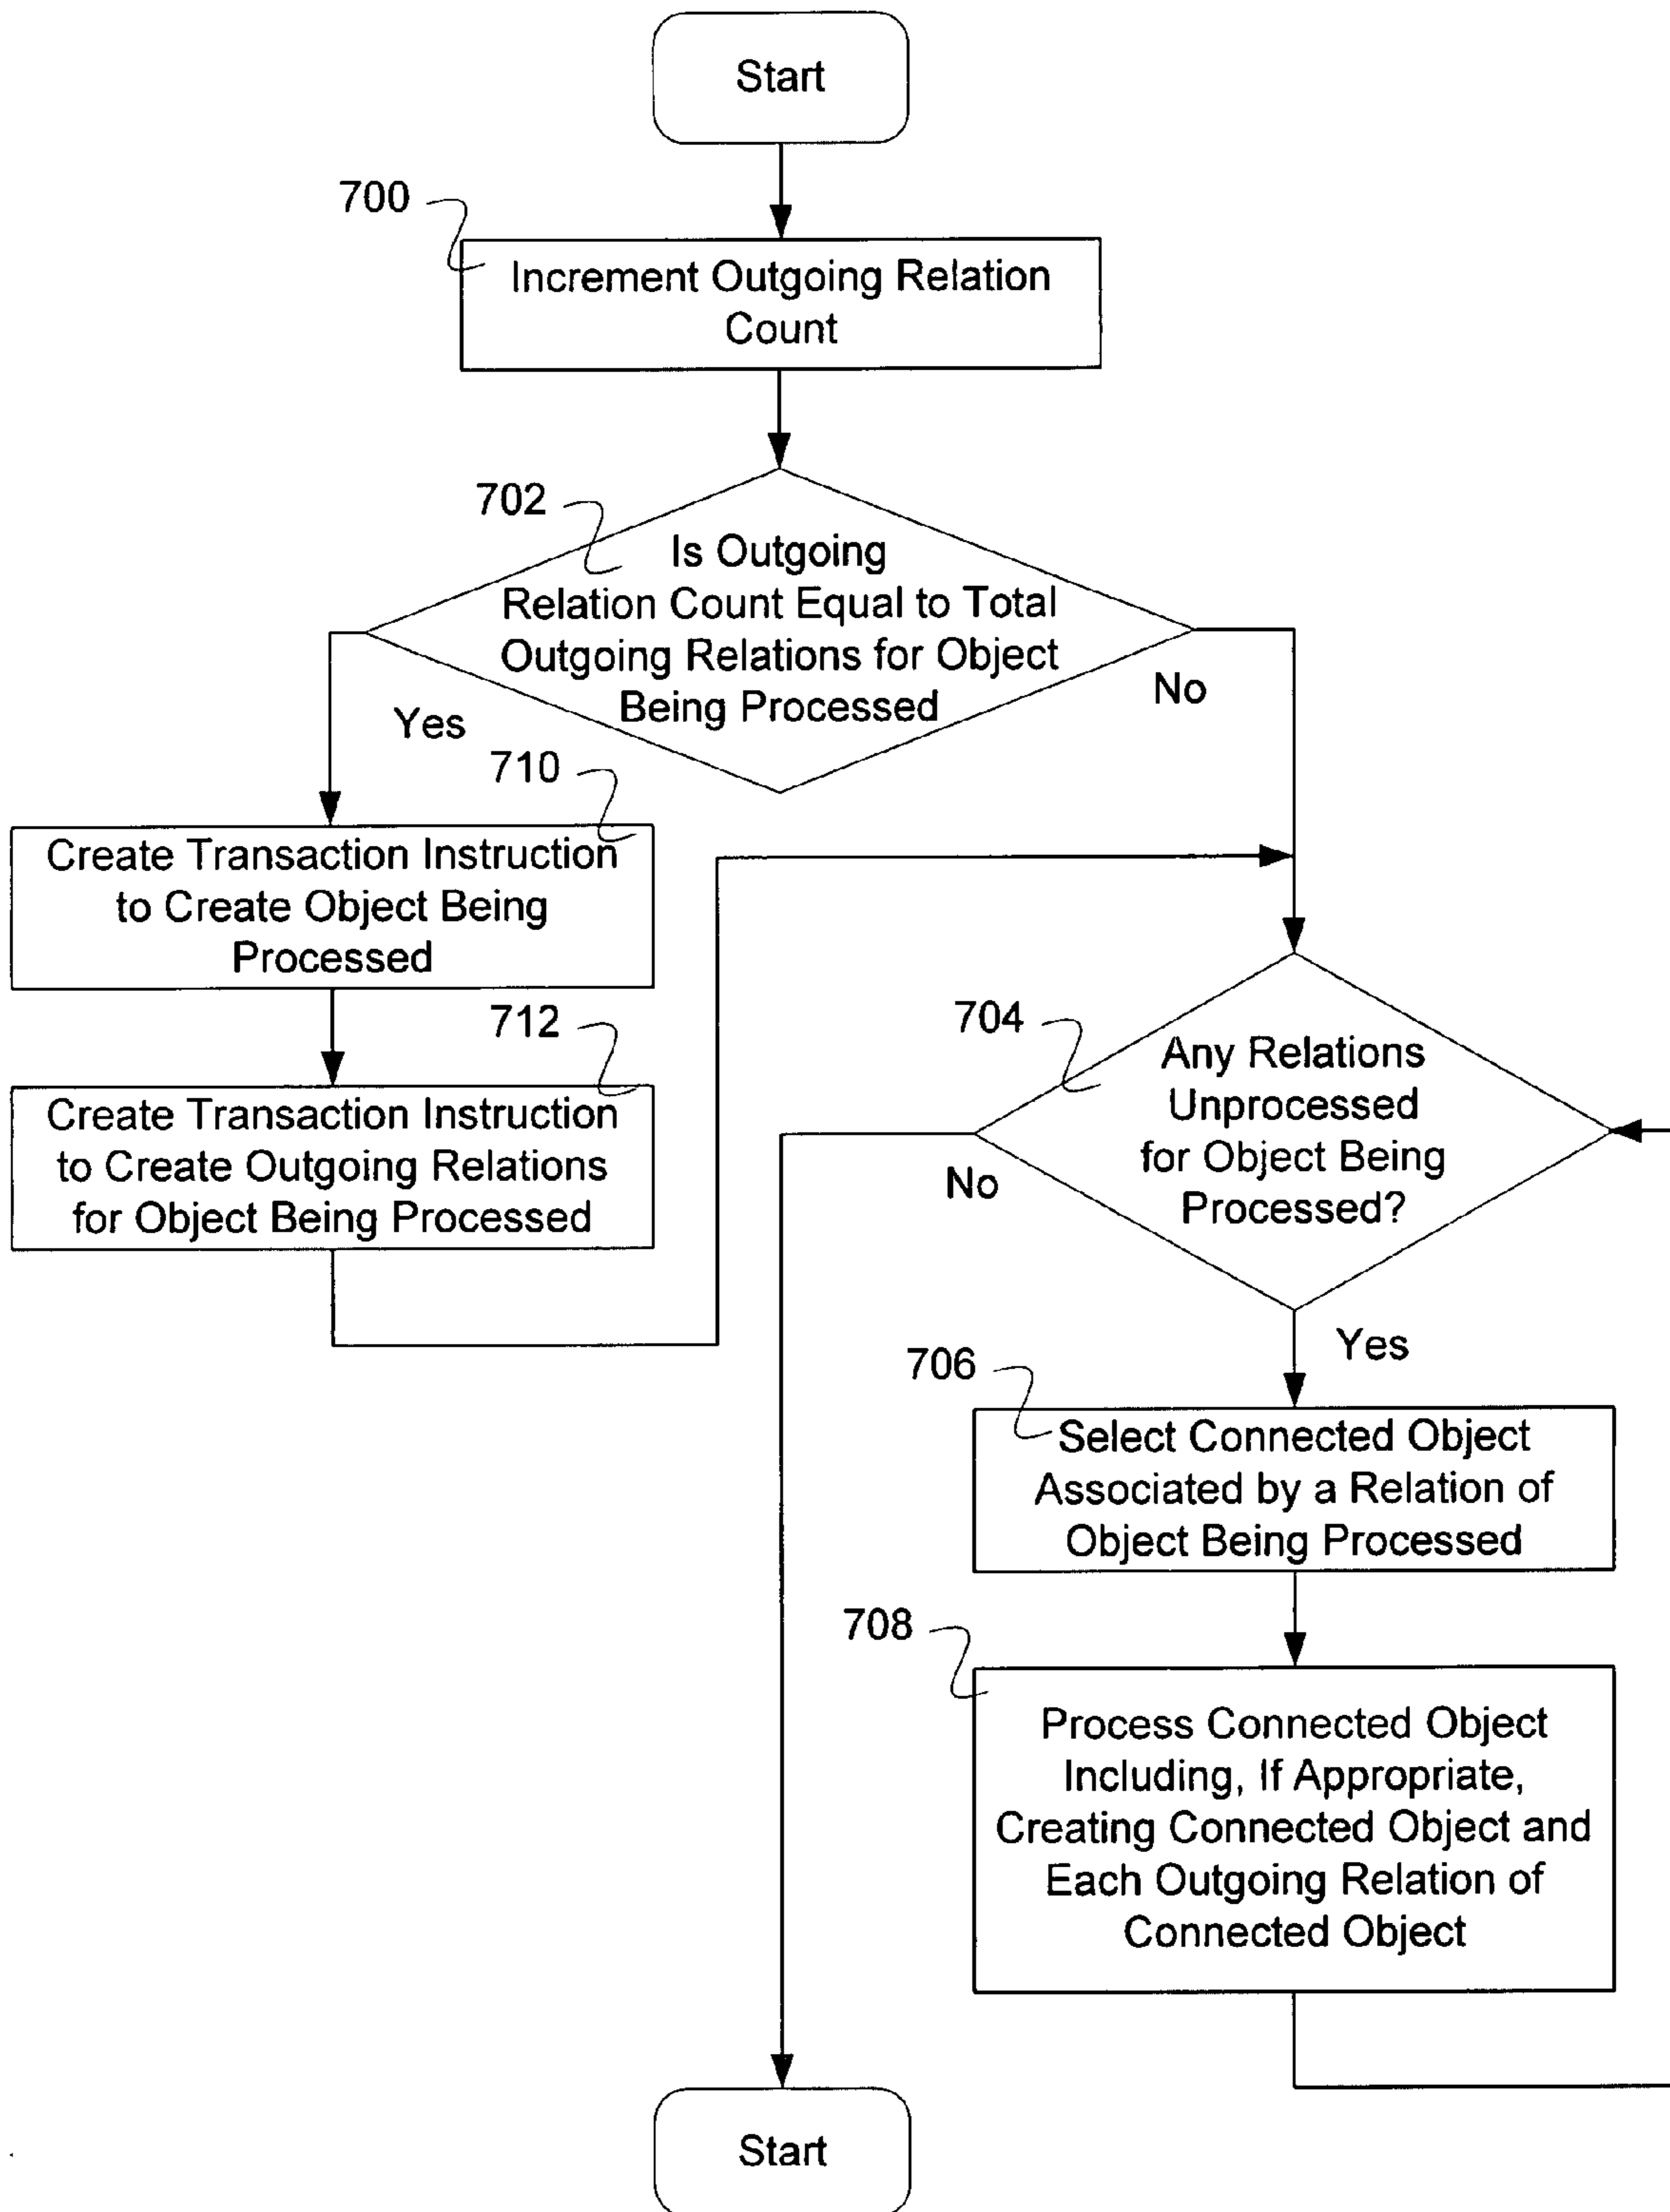 Start
700
Increment Outgoing Relation
Count
702
Is Outgoing
Relation Count Equal to Total
Outgoing Relations for Object
Being Processed
Yes
No
710
Create Transaction Instruction
to Create Object Being
Processed
712
Create Transaction Instruction
to Create Outgoing Relations
for Object Being Processed
704
Any Relations
Unprocessed
for Object Being
Processed?
No
Yes
706
Select Connected Object
Associated by a Relation of
Object Being Processed
708
Process Connected Object
Including, If Appropriate,
Creating Connected Object and
Each Outgoing Relation of
Connected Object
Start